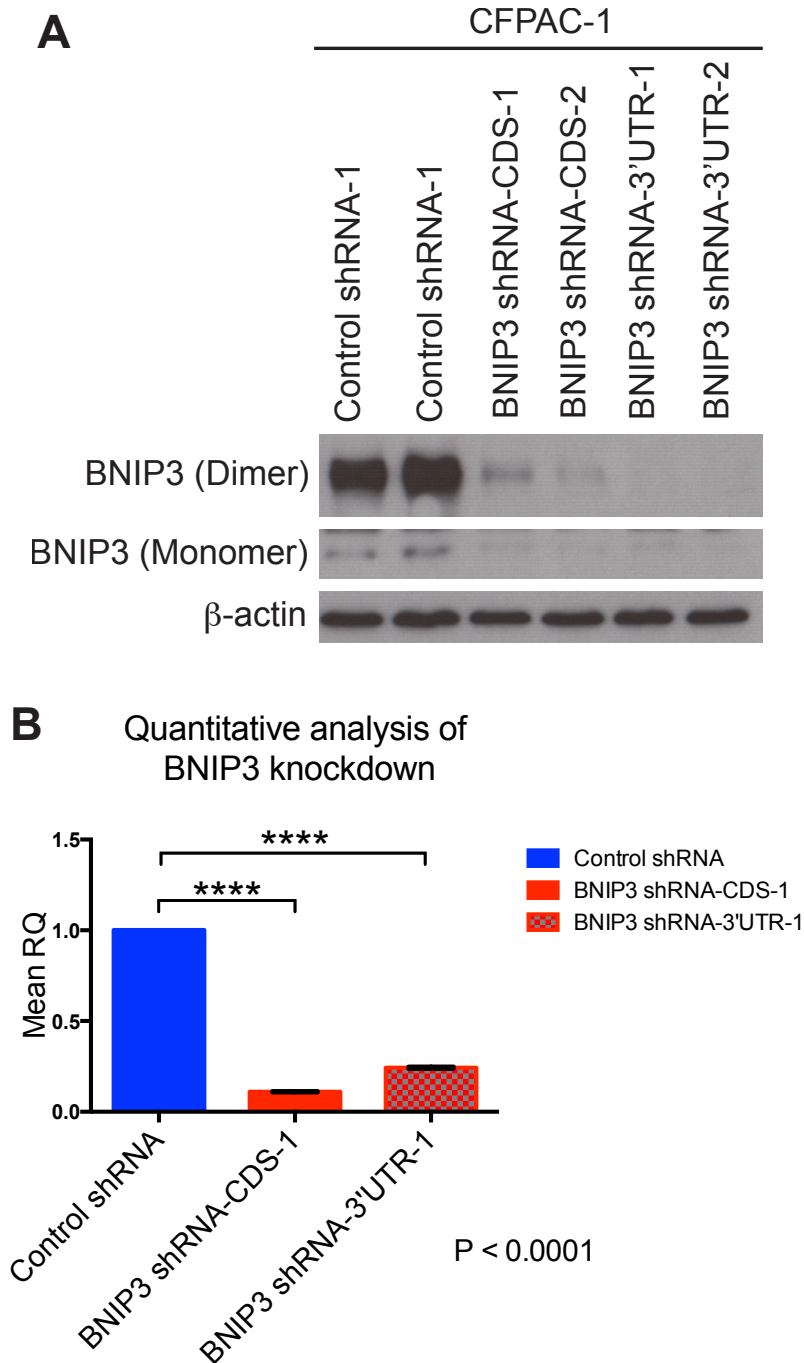 A
CFPAC-1
Control shRNA-1
Control shRNA-1
BNIP3 shRNA-CDS-1
BNIP3 shRNA-CDS-2
BNIP3 shRNA-3'UTR-1
BNIP3 shRNA-3'UTR-2
BNIP3 (Dimer)
BNIP3 (Monomer)
β-actin
B
Quantitative analysis of
BNIP3 knockdown
1.5
1.0
0.5
0.0
Mean RQ
****
****
Control shRNA
BNIP3 shRNA-CDS-1
BNIP3 shRNA-3'UTR-1
Control shRNA
BNIP3 shRNA-CDS-1
BNIP3 shRNA-3'UTR-1
P < 0.0001